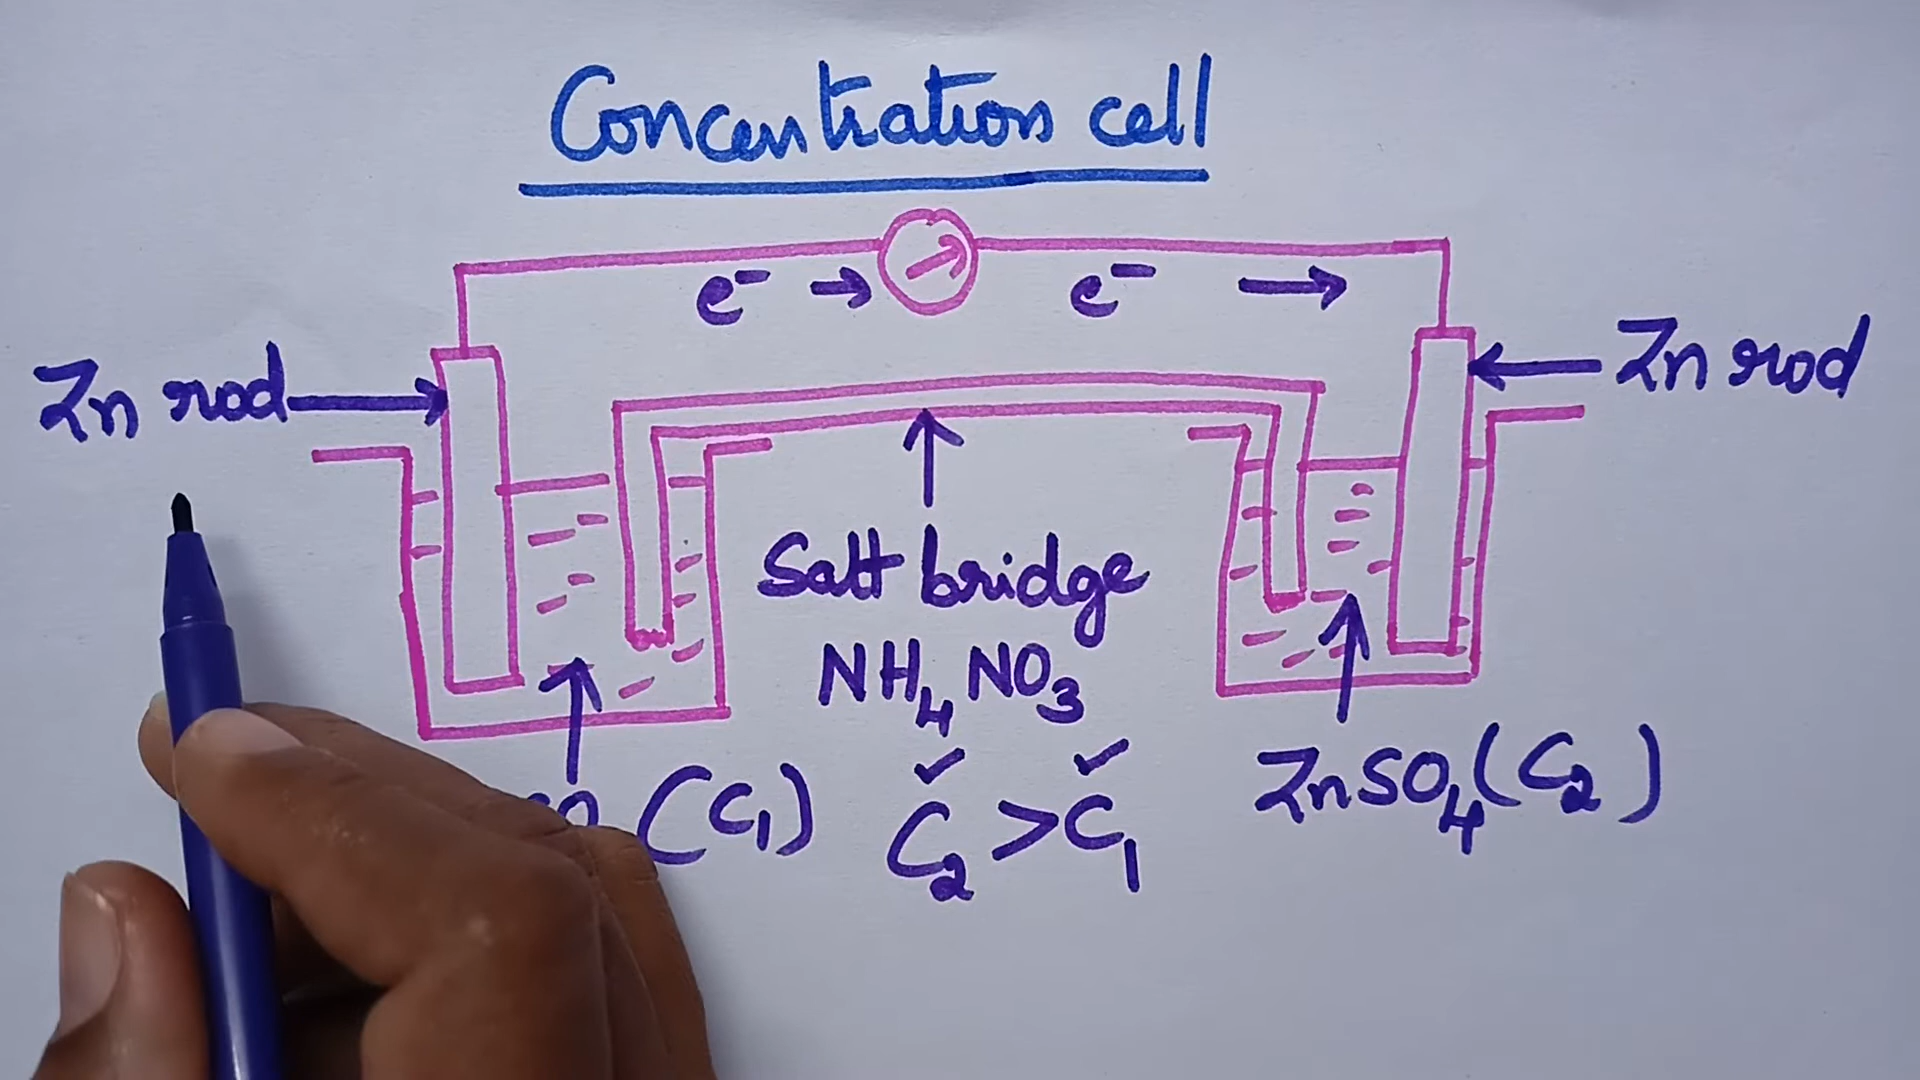 Concentration cell
e⁻ → e⁻ →
Zn rod
Zn rod
Salt bridge
NH₄NO₃
(C₁)
C₂ > C₁
ZnSO₄(C₂)